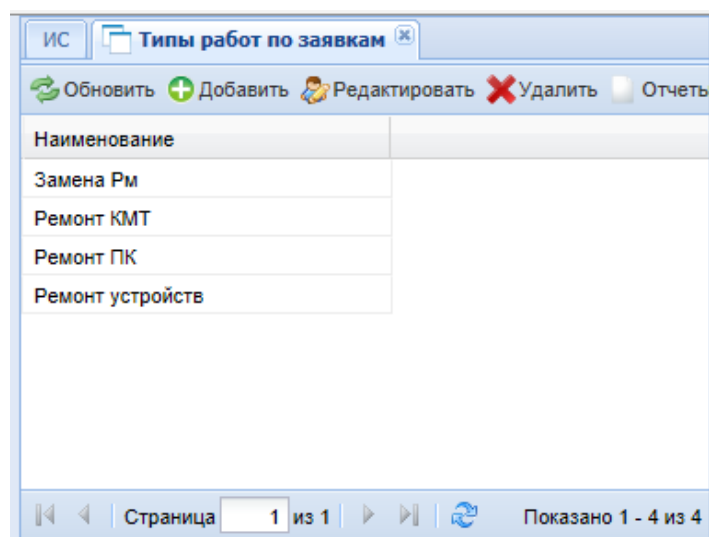 ИС Типы работ по заявкам
Обновить Добавить Редактировать Удалить Отчеты
Наименование
Замена Рм
Ремонт КМТ
Ремонт ПК
Ремонт устройств
Страница 1 из 1 Показано 1 - 4 из 4